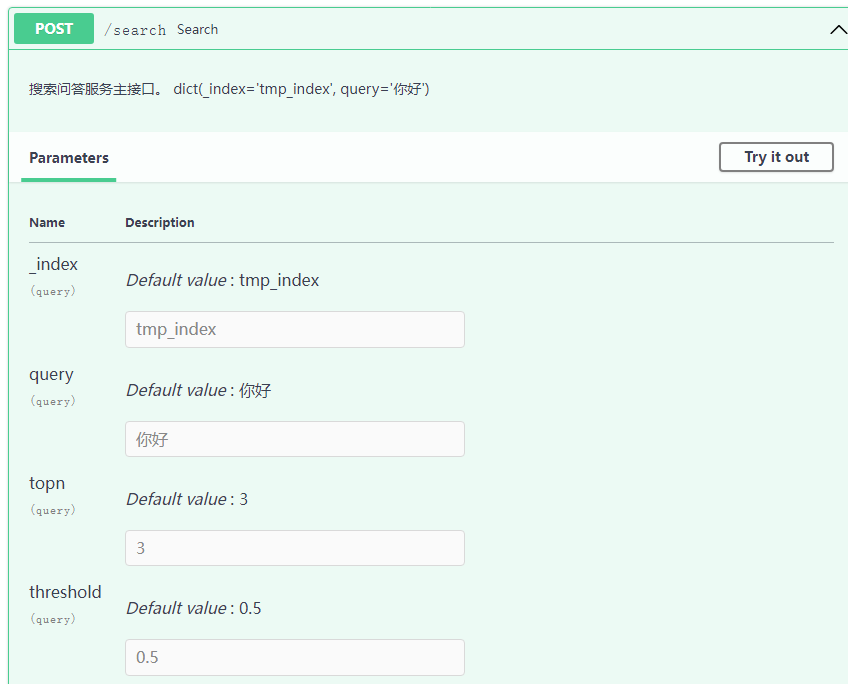 POST /search Search
搜索问答服务主接口。 dict(_index='tmp_index', query='你好')
Parameters Try it out
Name Description
_index
(query)
Default value : tmp_index
tmp_index
query
(query)
Default value : 你好
你好
topn
(query)
Default value : 3
3
threshold
(query)
Default value : 0.5
0.5